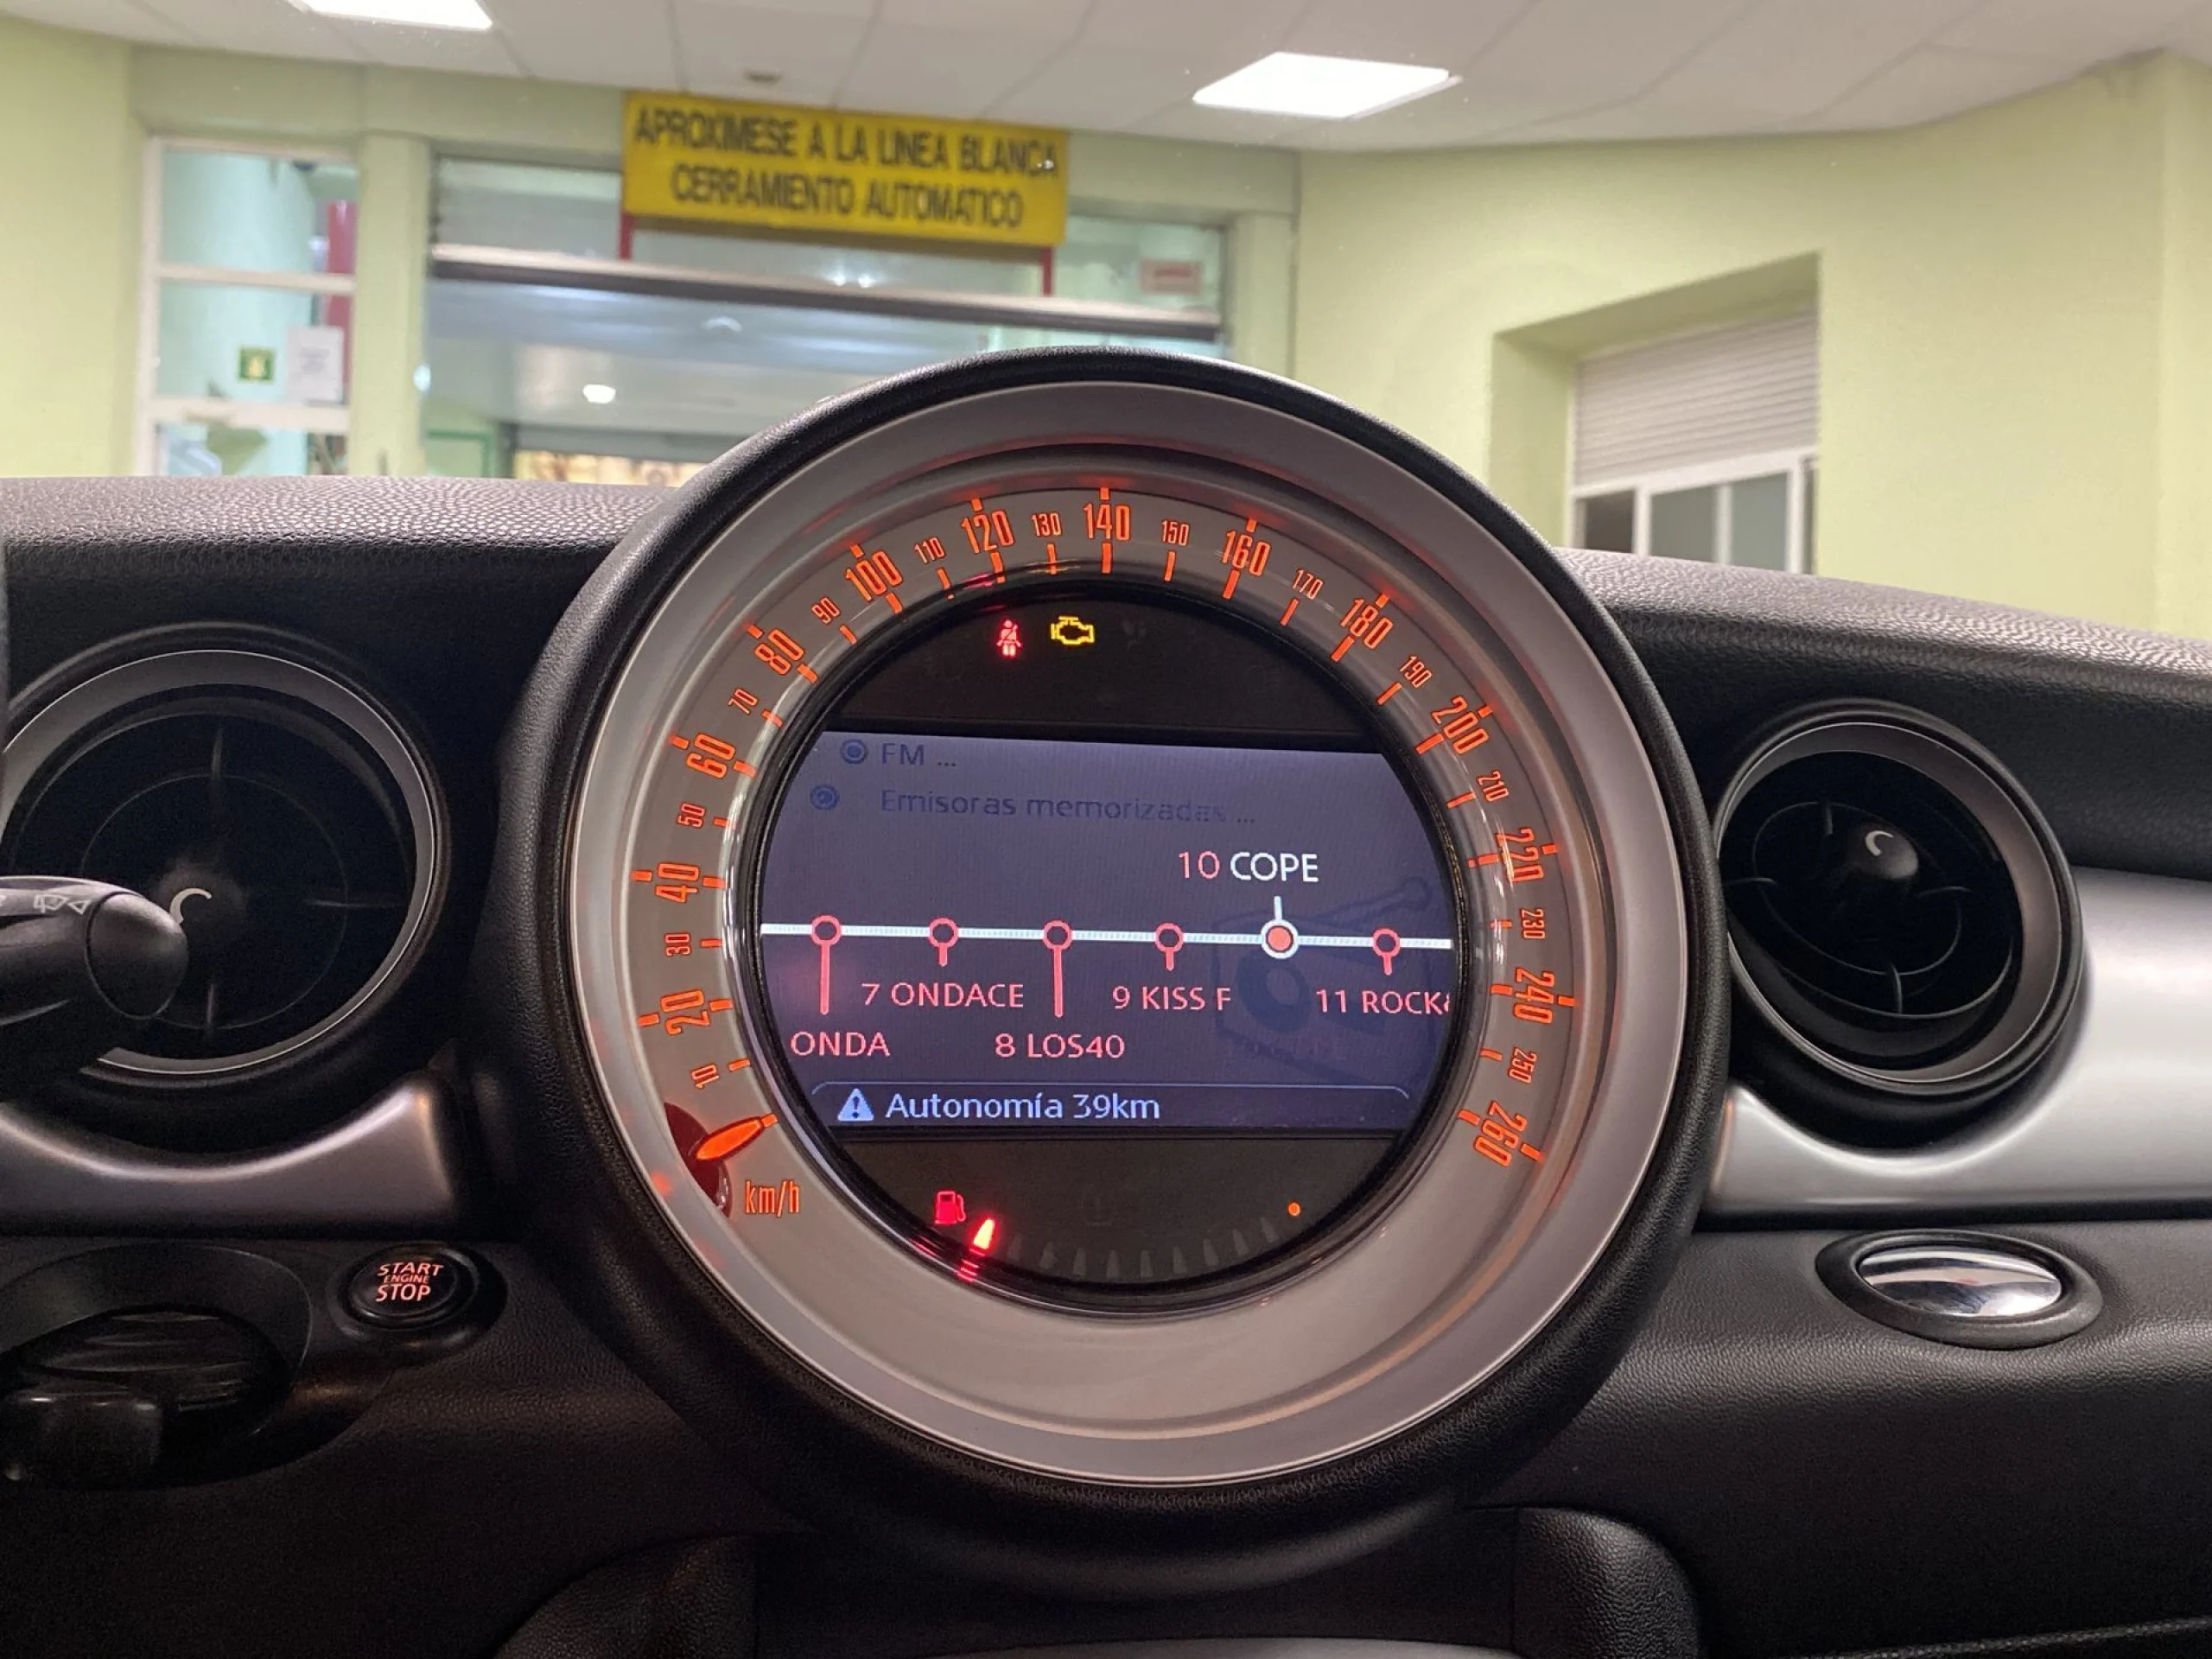 APROXIMESE A LA LINEA BLANCA
CERRAMIENTO AUTOMATICO
10
20
30
40
50
60
70
80
90
100
110
120
130
140
150
160
170
180
190
200
210
220
230
240
250
260
km/h
FM ...
Emisoras memorizadas ...
10 COPE
7 ONDACE
9 KISS F
11 ROCK
ONDA
8 LOS40
Autonomía 39km
START
ENGINE
STOP